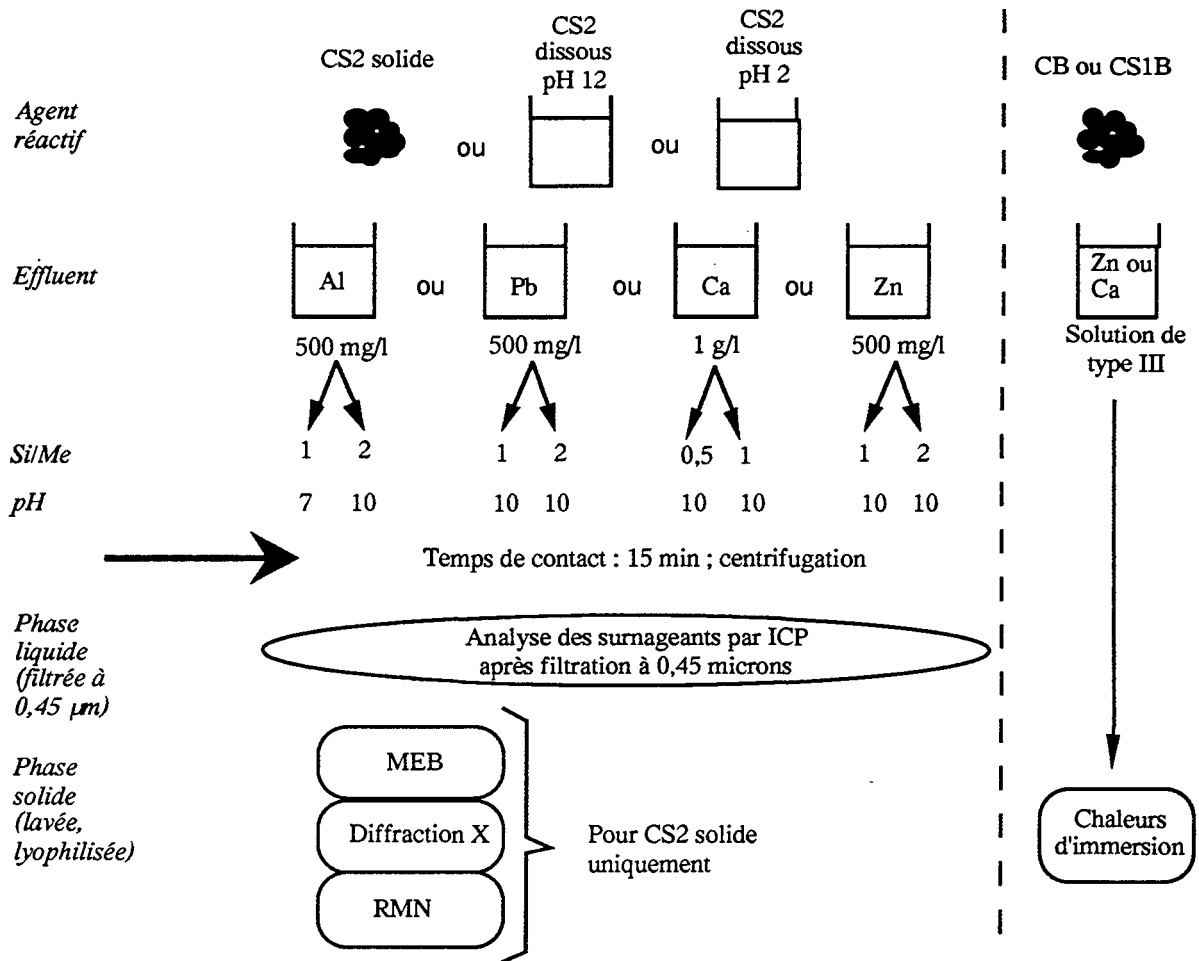 CS2 solide
CS2
dissous
pH 12
CS2
dissous
pH 2
CB ou CS1B
Agent
réactif
ou
ou
Effluent
Al
ou
Pb
ou
Ca
ou
Zn
Zn ou
Ca
500 mg/l
500 mg/l
1 g/l
500 mg/l
Solution de
type III
Si/Me
1 2
1 2
0,5 1
1 2
pH
7 10
10 10
10 10
10 10
Temps de contact : 15 min ; centrifugation
Phase
liquide
(filtrée à
0,45 µm)
Analyse des surnageants par ICP
après filtration à 0,45 microns
Phase
solide
(lavée,
lyophilisée)
MEB
Diffraction X
RMN
Pour CS2 solide
uniquement
Chaleurs
d'immersion